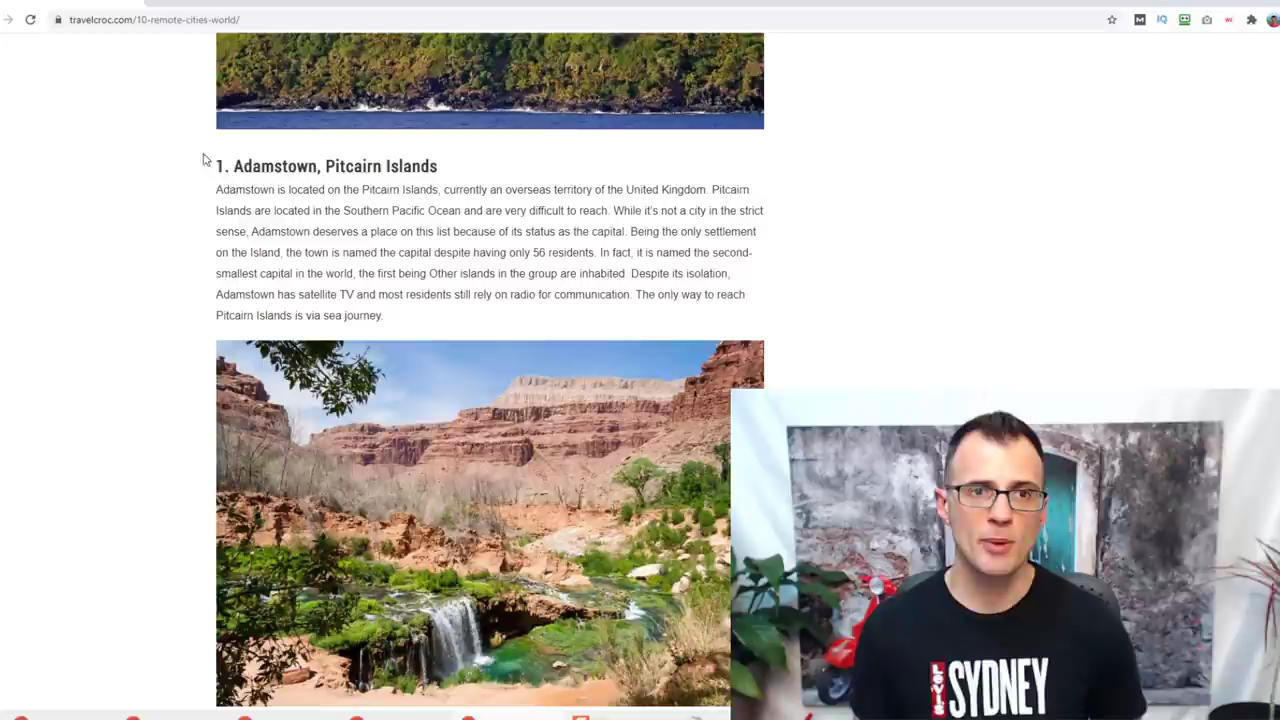 travelcroc.com/10-remote-cities-world/
1. Adamstown, Pitcairn Islands
Adamstown is located on the Pitcairn Islands, currently an overseas territory of the United Kingdom. Pitcairn
Islands are located in the Southern Pacific Ocean and are very difficult to reach. While it's not a city in the strict
sense, Adamstown deserves a place on this list because of its status as the capital. Being the only settlement
on the Island, the town is named the capital despite having only 56 residents. In fact, it is named the second-
smallest capital in the world, the first being Other islands in the group are inhabited. Despite its isolation,
Adamstown has satellite TV and most residents still rely on radio for communication. The only way to reach
Pitcairn Islands is via sea journey.
LEVI'S
SYDNEY